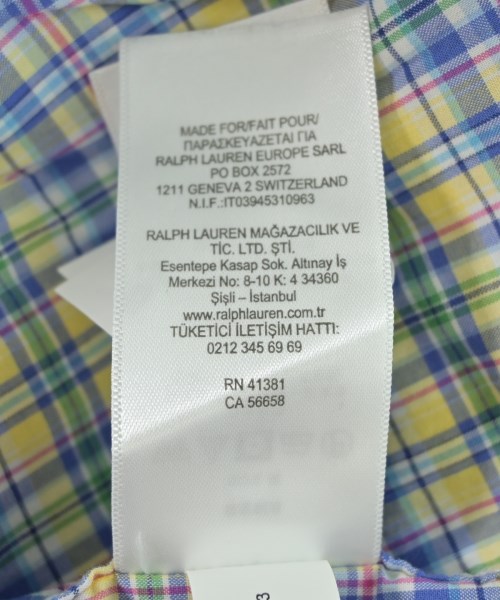 MADE FOR/FAIT POUR/
ΠΑΡΑΣΚΕΥΑΖΕΤΑΙ ΓΙΑ
RALPH LAUREN EUROPE SARL
PO BOX 2572
1211 GENEVA 2 SWITZERLAND
N.I.F.:IT03945310963
RALPH LAUREN MAĞAZACILIK VE
TİC. LTD. ŞTİ.
Esentepe Kasap Sok. Altınay İş
Merkezi No: 8-10 K: 4 34360
Şişli – İstanbul
www.ralphlauren.com.tr
TÜKETİCİ İLETİŞİM HATTI:
0212 345 69 69
RN 41381
CA 56658
3